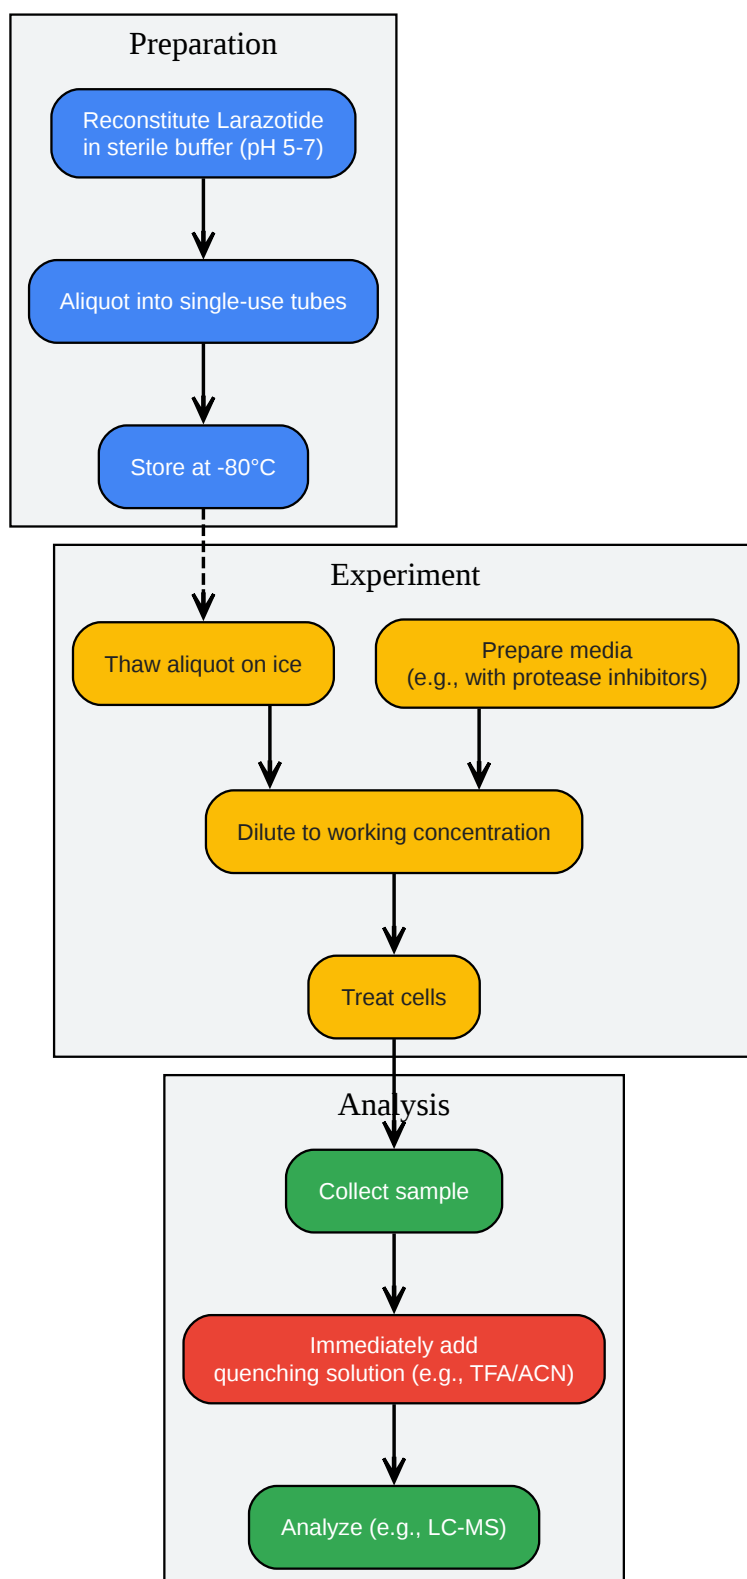 Preparation
Reconstitute Larazotide
in sterile buffer (pH 5-7)
Aliquot into single-use tubes
Store at -80°C
Experiment
Thaw aliquot on ice
Prepare media
(e.g., with protease inhibitors)
Dilute to working concentration
Treat cells
Analysis
Collect sample
Immediately add
quenching solution (e.g., TFA/ACN)
Analyze (e.g., LC-MS)